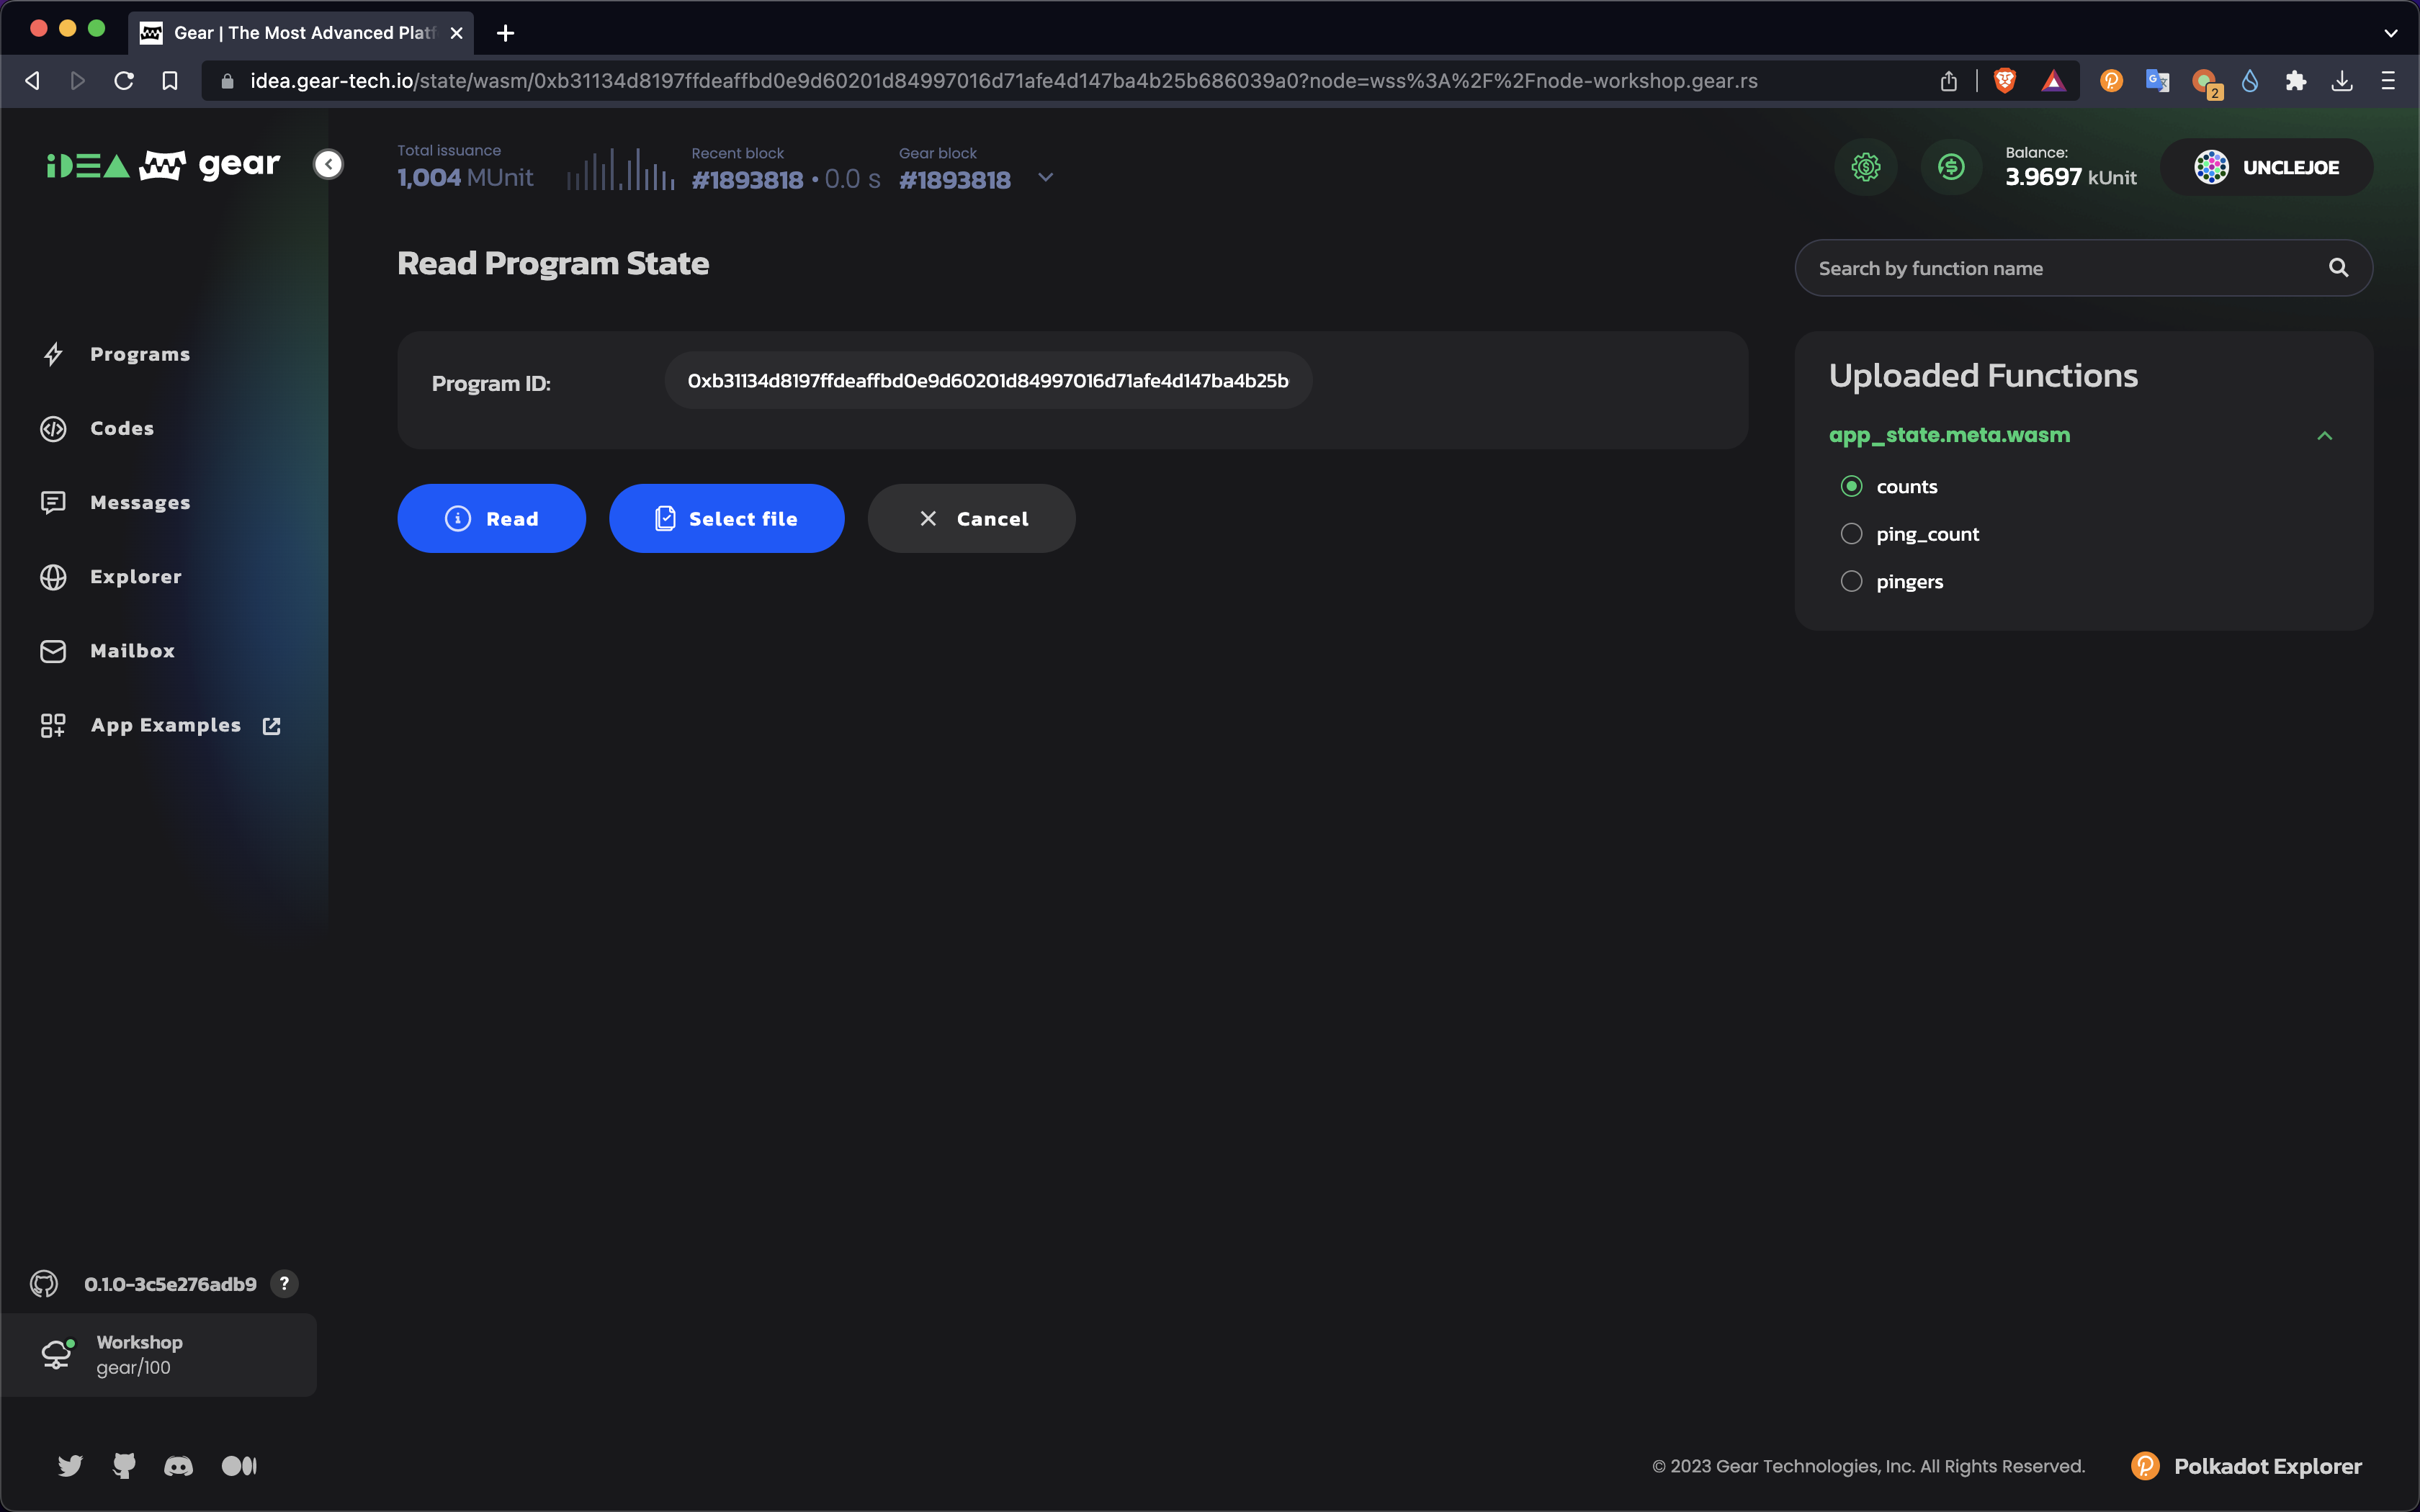 Gear | The Most Advanced Platf
idea.gear-tech.io/state/wasm/0xb31134d8197ffdeaffbd0e9d60201d84997016d71afe4d147ba4b25b686039a0?node=wss%3A%2F%2Fnode-workshop.gear.rs
2
iDEA gear
Total issuance
1,004 MUnit
Recent block
#1893818 • 0.0 s
Gear block
#1893818
Balance:
3.9697 kUnit
UNCLEJOE
Read Program State
Search by function name
Programs
Codes
Messages
Explorer
Mailbox
App Examples
Program ID:
0xb31134d8197ffdeaffbd0e9d60201d84997016d71afe4d147ba4b25b
Read
Select file
Cancel
Uploaded Functions
app_state.meta.wasm
counts
ping_count
pingers
0.1.0-3c5e276adb9
?
Workshop
gear/100
© 2023 Gear Technologies, Inc. All Rights Reserved.
Polkadot Explorer